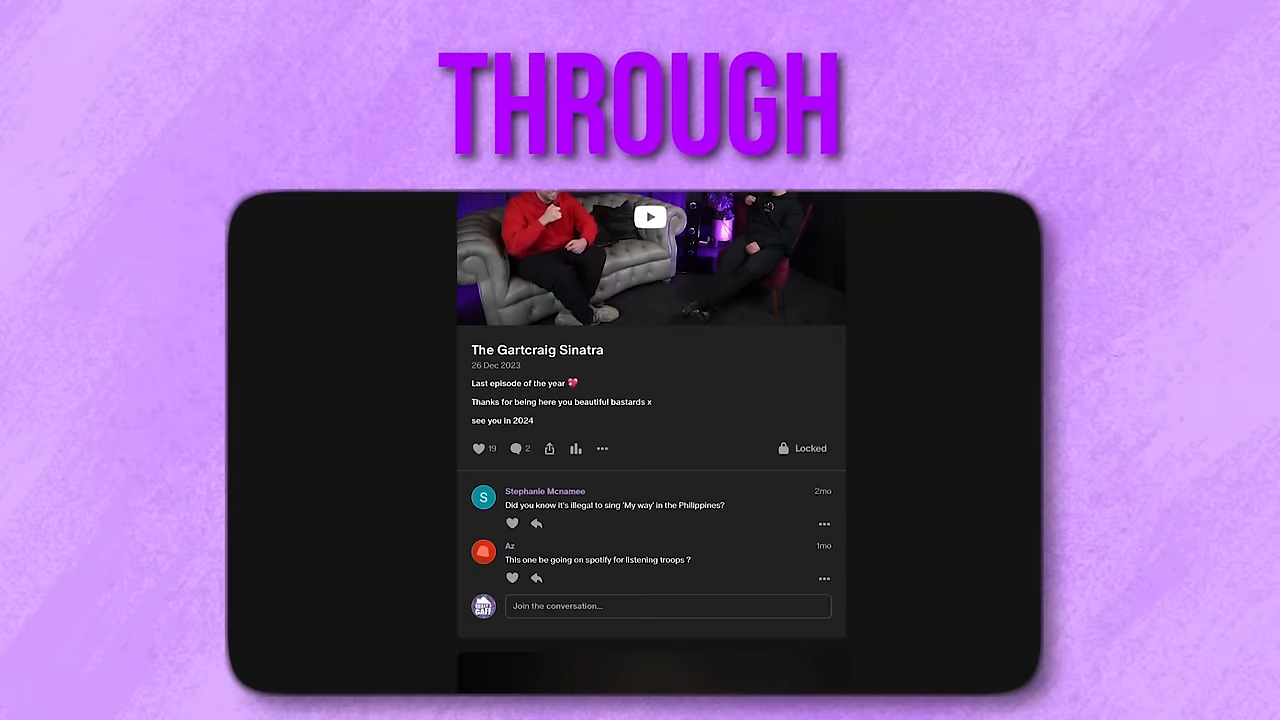 THROUGH
The Gartcraig Sinatra
26 Dec 2023
Last episode of the year 💖
Thanks for being here you beautiful bastards x
see you in 2024
19 2 Locked
S Stephanie Mcnamee 2mo
Did you know it's illegal to sing 'My way' in the Philippines?
Az 1mo
This one be going on spotify for listening troops ?
Join the conversation...